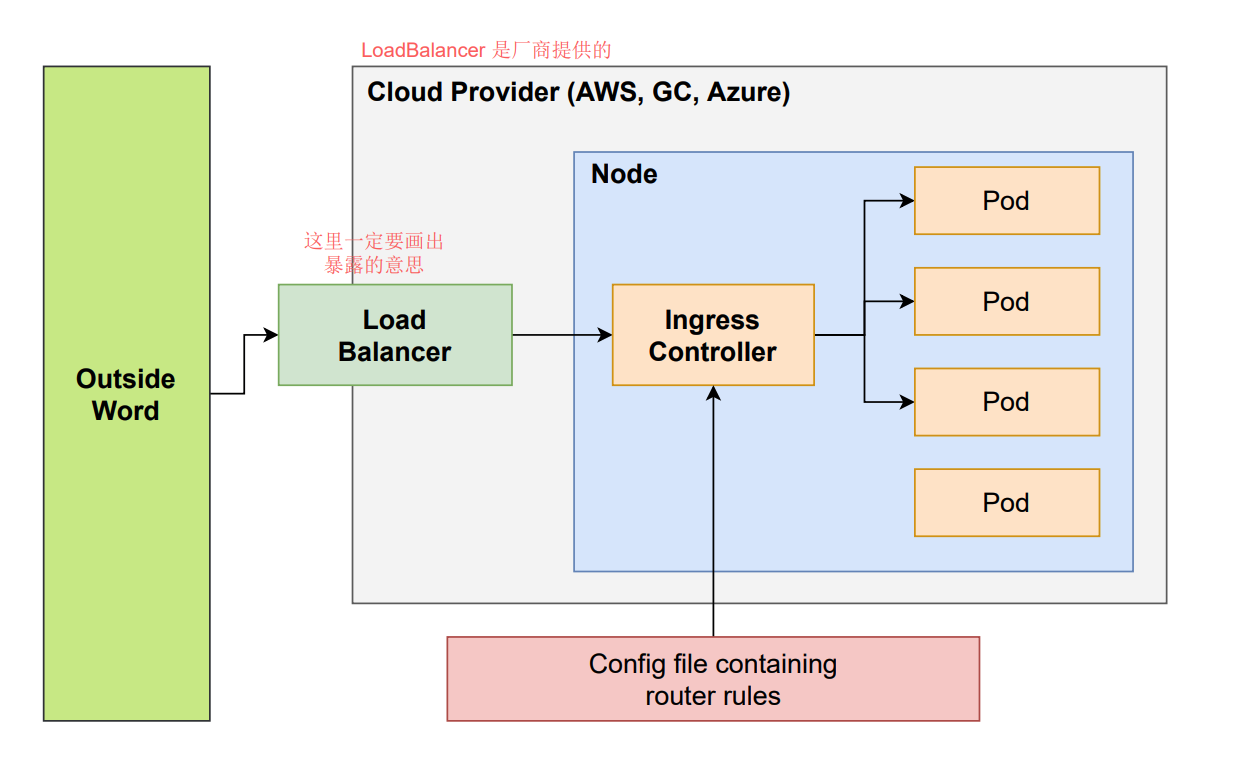 LoadBalancer 是厂商提供的
Cloud Provider (AWS, GC, Azure)
Node
Pod
这里一定要画出
暴露的意思
Pod
Load
Balancer
Ingress
Controller
Outside
Word
Pod
Pod
Config file containing
router rules